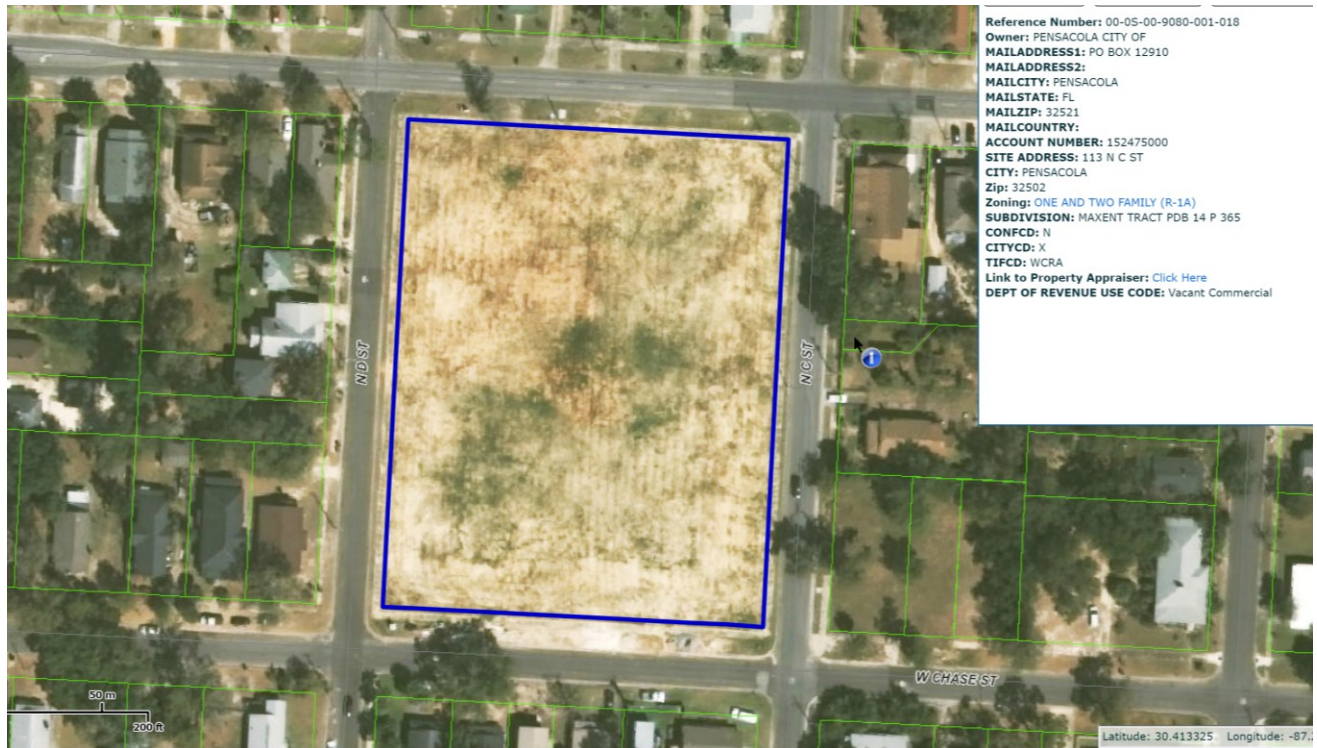 Reference Number: 00-0S-00-9080-001-018
Owner: PENSACOLA CITY OF
MAILADDRESS1: PO BOX 12910
MAILADDRESS2:
MAILCITY: PENSACOLA
MAILSTATE: FL
MAILZIP: 32521
MAILCOUNTRY:
ACCOUNT NUMBER: 152475000
SITE ADDRESS: 113 N C ST
CITY: PENSACOLA
Zip: 32502
Zoning: ONE AND TWO FAMILY (R-1A)
SUBDIVISION: MAXENT TRACT PDB 14 P 365
CONFCD: N
CITYCD: X
TIFCD: WCRA
Link to Property Appraiser: Click Here
DEPT OF REVENUE USE CODE: Vacant Commercial
N D ST
N C ST
W CHASE ST
50 m
200 ft
Latitude: 30.413325 Longitude: -87.